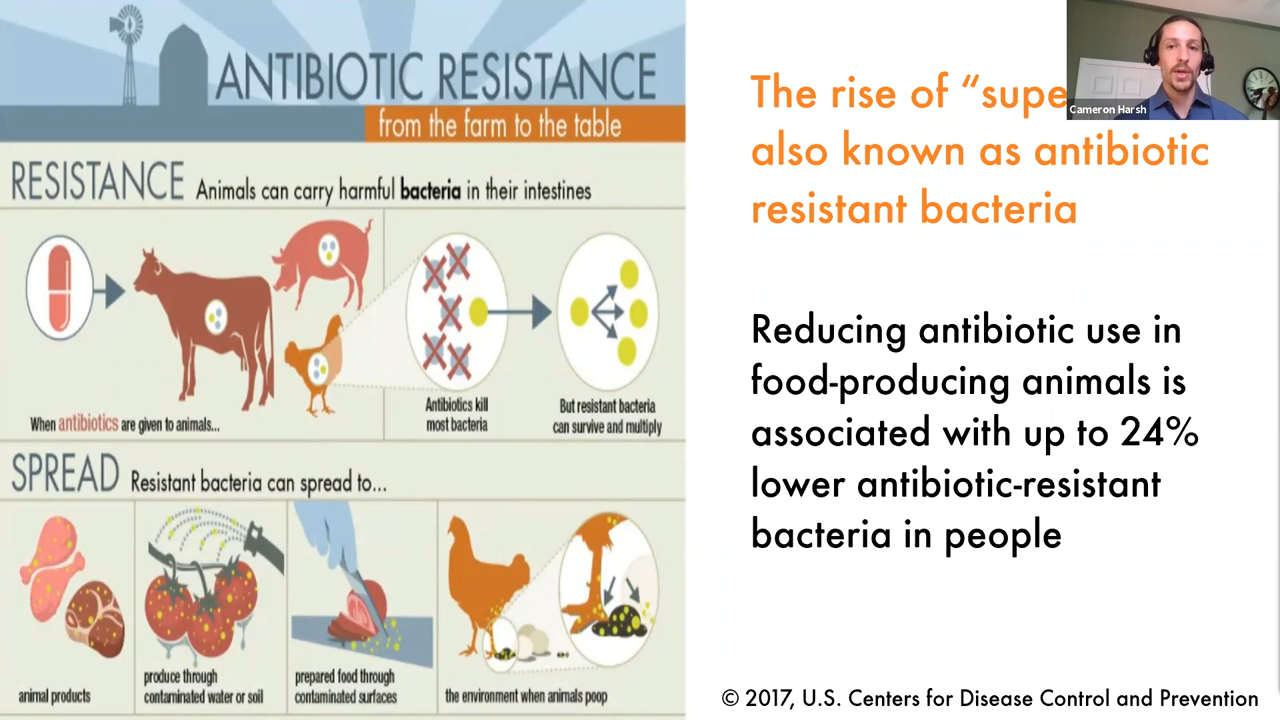 ANTIBIOTIC RESISTANCE
from the farm to the table
RESISTANCE Animals can carry harmful bacteria in their intestines
When antibiotics are given to animals...
Antibiotics kill
most bacteria
But resistant bacteria
can survive and multiply
SPREAD Resistant bacteria can spread to...
animal products
produce through
contaminated water or soil
prepared food through
contaminated surfaces
the environment when animals poop
The rise of “supe
also known as antibiotic
resistant bacteria
Reducing antibiotic use in
food-producing animals is
associated with up to 24%
lower antibiotic-resistant
bacteria in people
© 2017, U.S. Centers for Disease Control and Prevention
Cameron Harsh